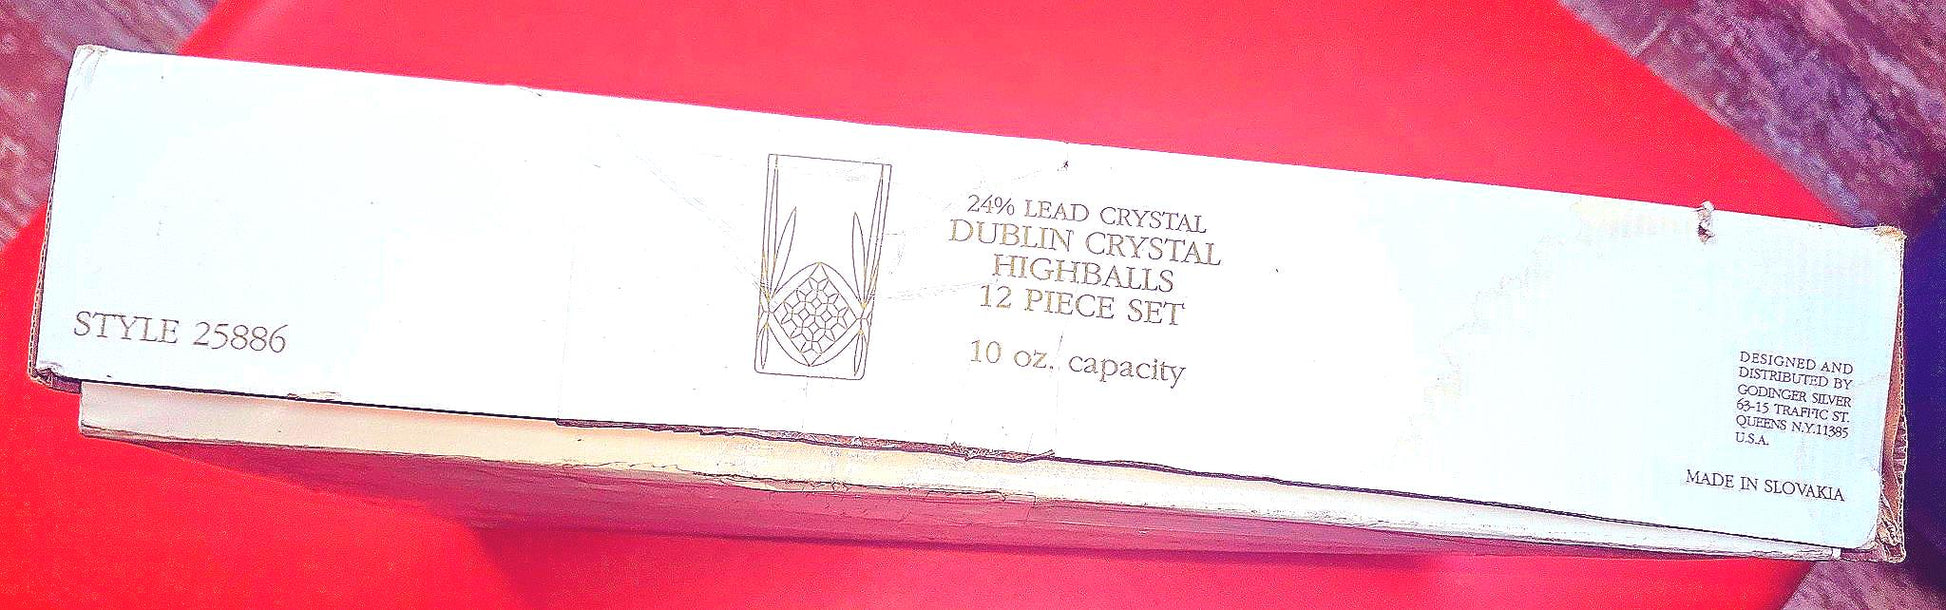 STYLE 25886
24% LEAD CRYSTAL
DUBLIN CRYSTAL
HIGHBALLS
12 PIECE SET
10 oz. capacity
DESIGNED AND
DISTRIBUTED BY
GODINGER SILVER
63-15 TRAFFIC ST.
QUEENS N.Y.11385
U.S.A.
MADE IN SLOVAKIA